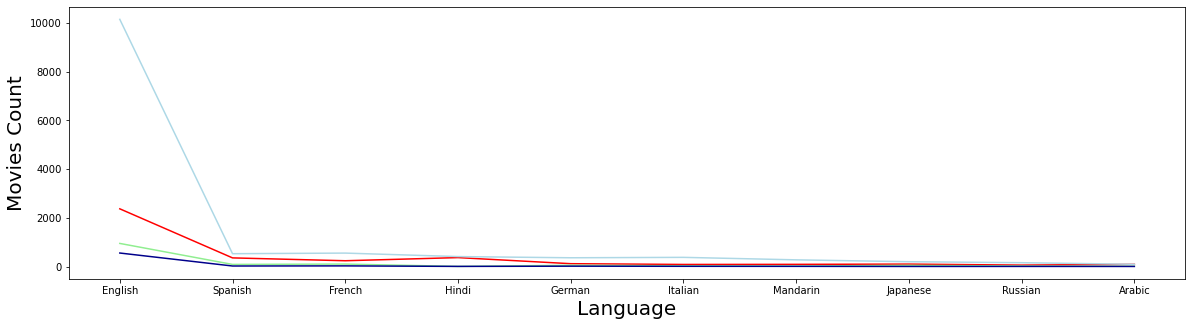 10000
8000
6000
4000
2000
0
Movies Count
English Spanish French Hindi German Italian Mandarin Japanese Russian Arabic
Language